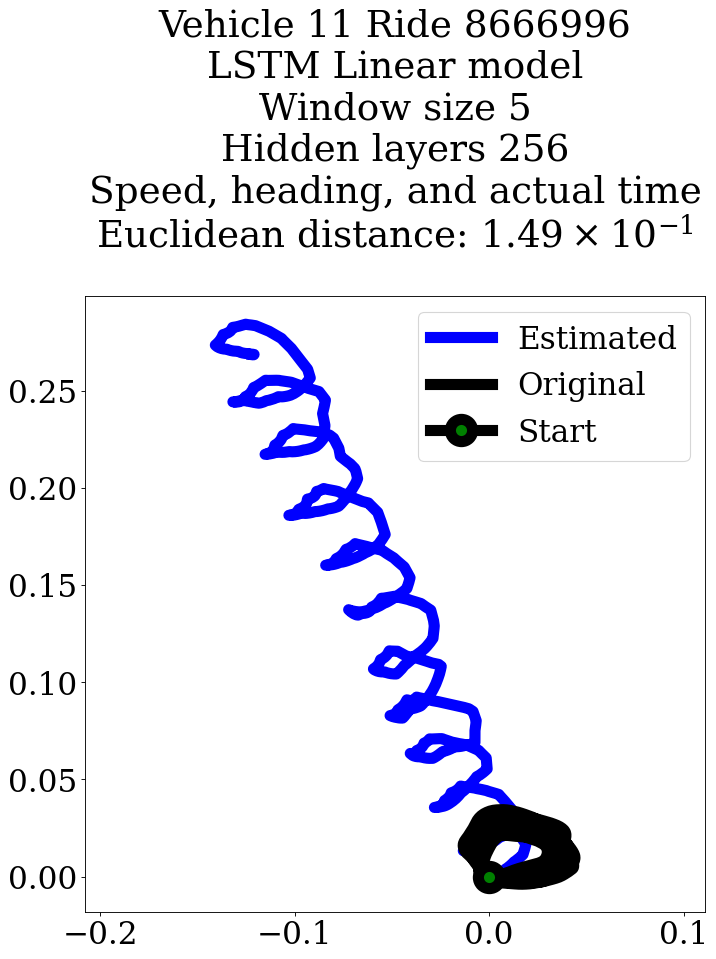 Vehicle 11 Ride 8666996
LSTM Linear model
Window size 5
Hidden layers 256
Speed, heading, and actual time
Euclidean distance: 1.49 × 10⁻¹
Estimated
Original
Start
0.25
0.20
0.15
0.10
0.05
0.00
−0.2 −0.1 0.0 0.1